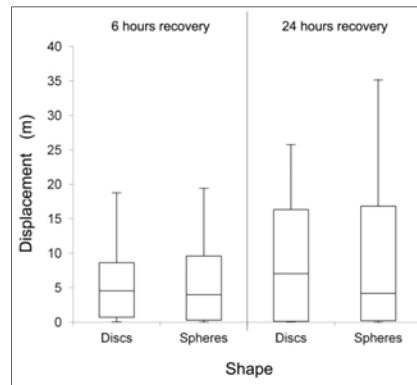 6 hours recovery
24 hours recovery
Displacement (m)
40
35
30
25
20
15
10
5
0
Discs
Spheres
Discs
Spheres
Shape